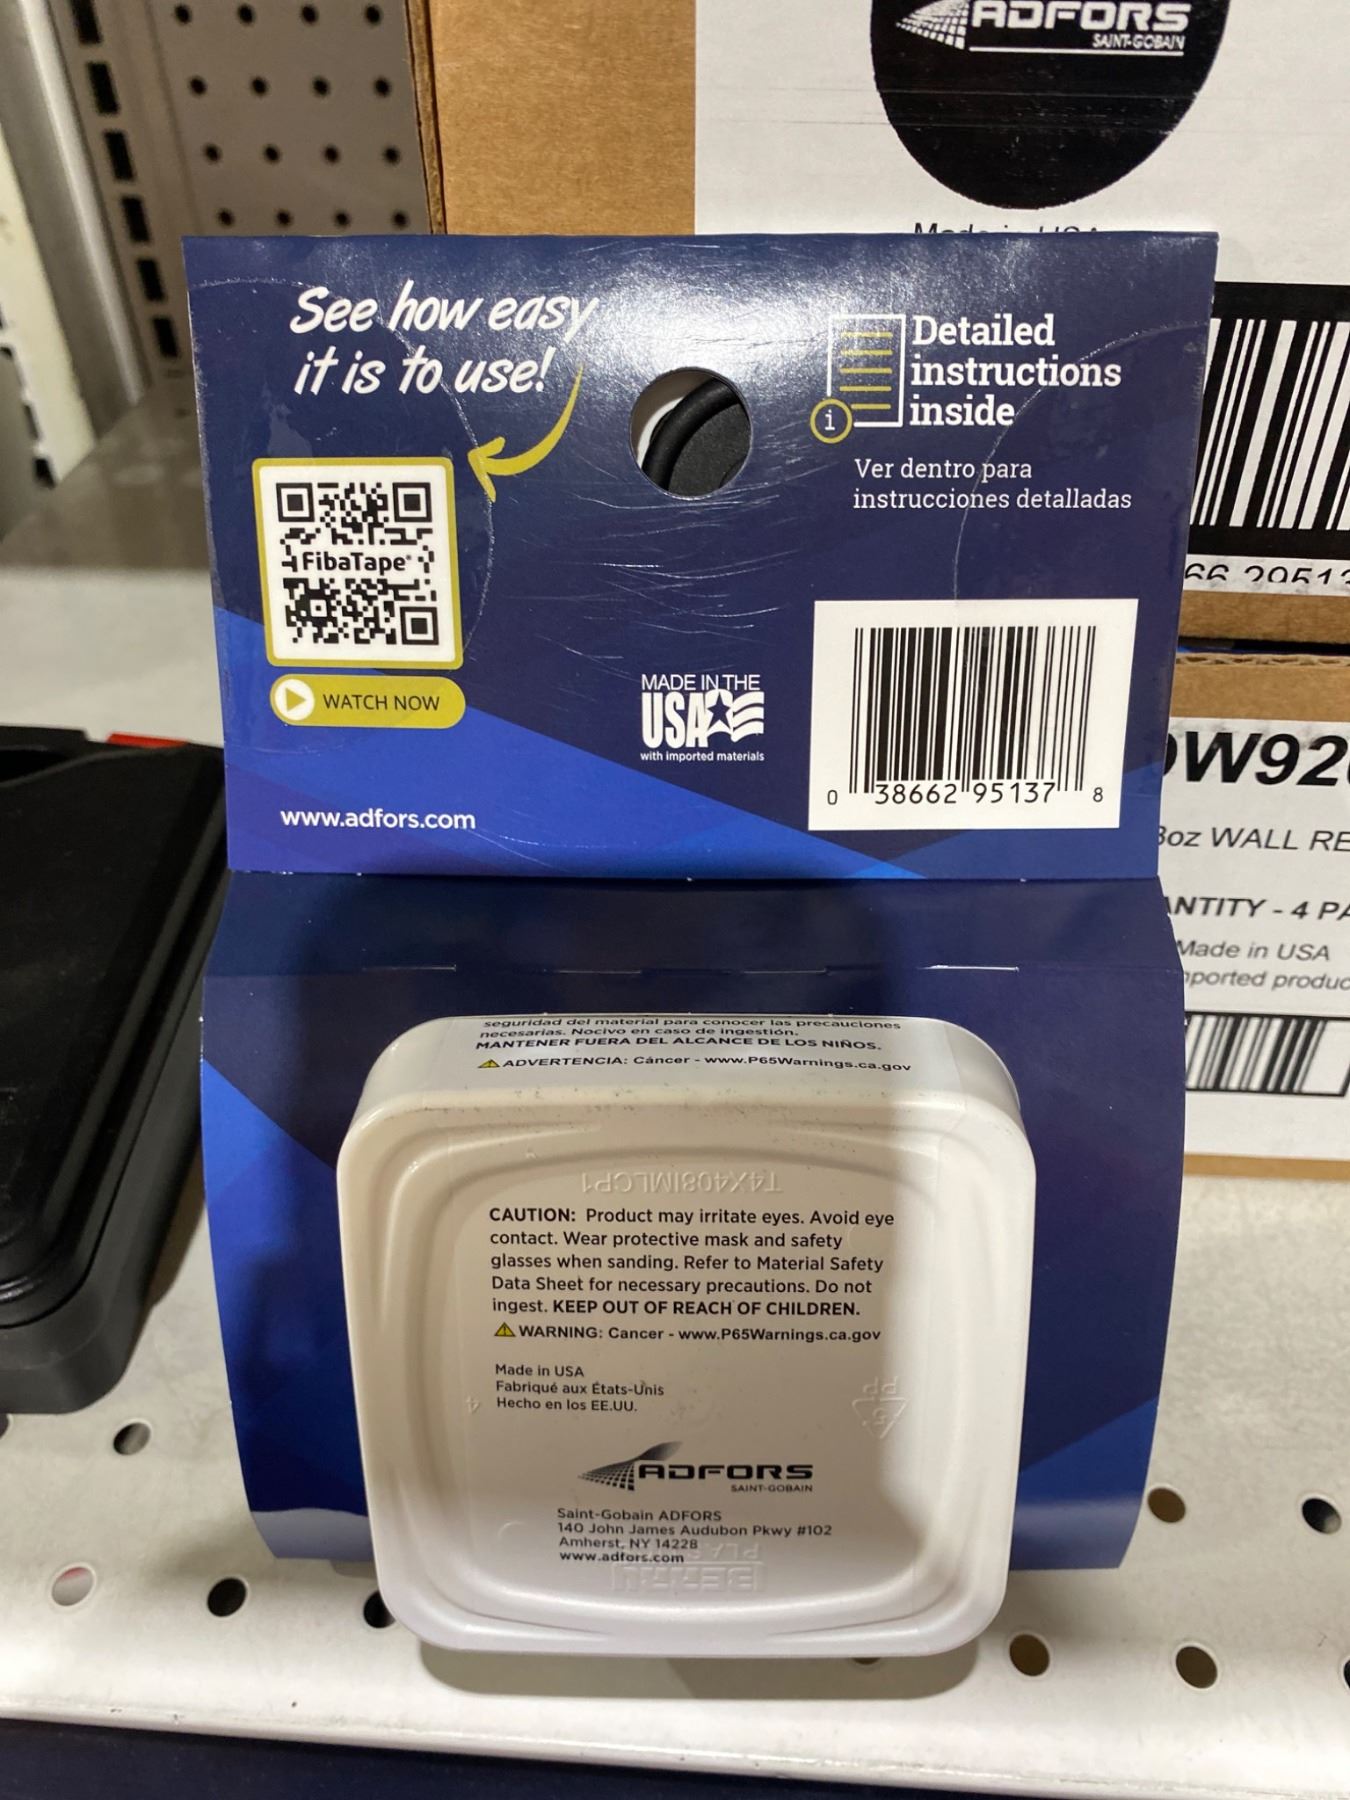 ADFORS
SAINT-GOBAIN
See how easy
it is to use!
Detailed
instructions
inside
i
Ver dentro para
instrucciones detalladas
FibaTape®
WATCH NOW
MADE IN THE
USA
with imported materials
0 38662 95137 8
www.adfors.com
WALL
- 4
Made in USA
seguridad del material para conocer las precauciones
necesarias. Nocivo en caso de ingestión.
MANTENER FUERA DEL ALCANCE DE LOS NIÑOS.
ADVERTENCIA: Cáncer - www.P65Warnings.ca.gov
T4X408IMLCP1
CAUTION: Product may irritate eyes. Avoid eye
contact. Wear protective mask and safety
glasses when sanding. Refer to Material Safety
Data Sheet for necessary precautions. Do not
ingest. KEEP OUT OF REACH OF CHILDREN.
WARNING: Cancer - www.P65Warnings.ca.gov
Made in USA
Fabriqué aux États-Unis
Hecho en los EE.UU.
4
5
PP
ADFORS
SAINT-GOBAIN
Saint-Gobain ADFORS
140 John James Audubon Pkwy #102
Amherst, NY 14228
www.adfors.com